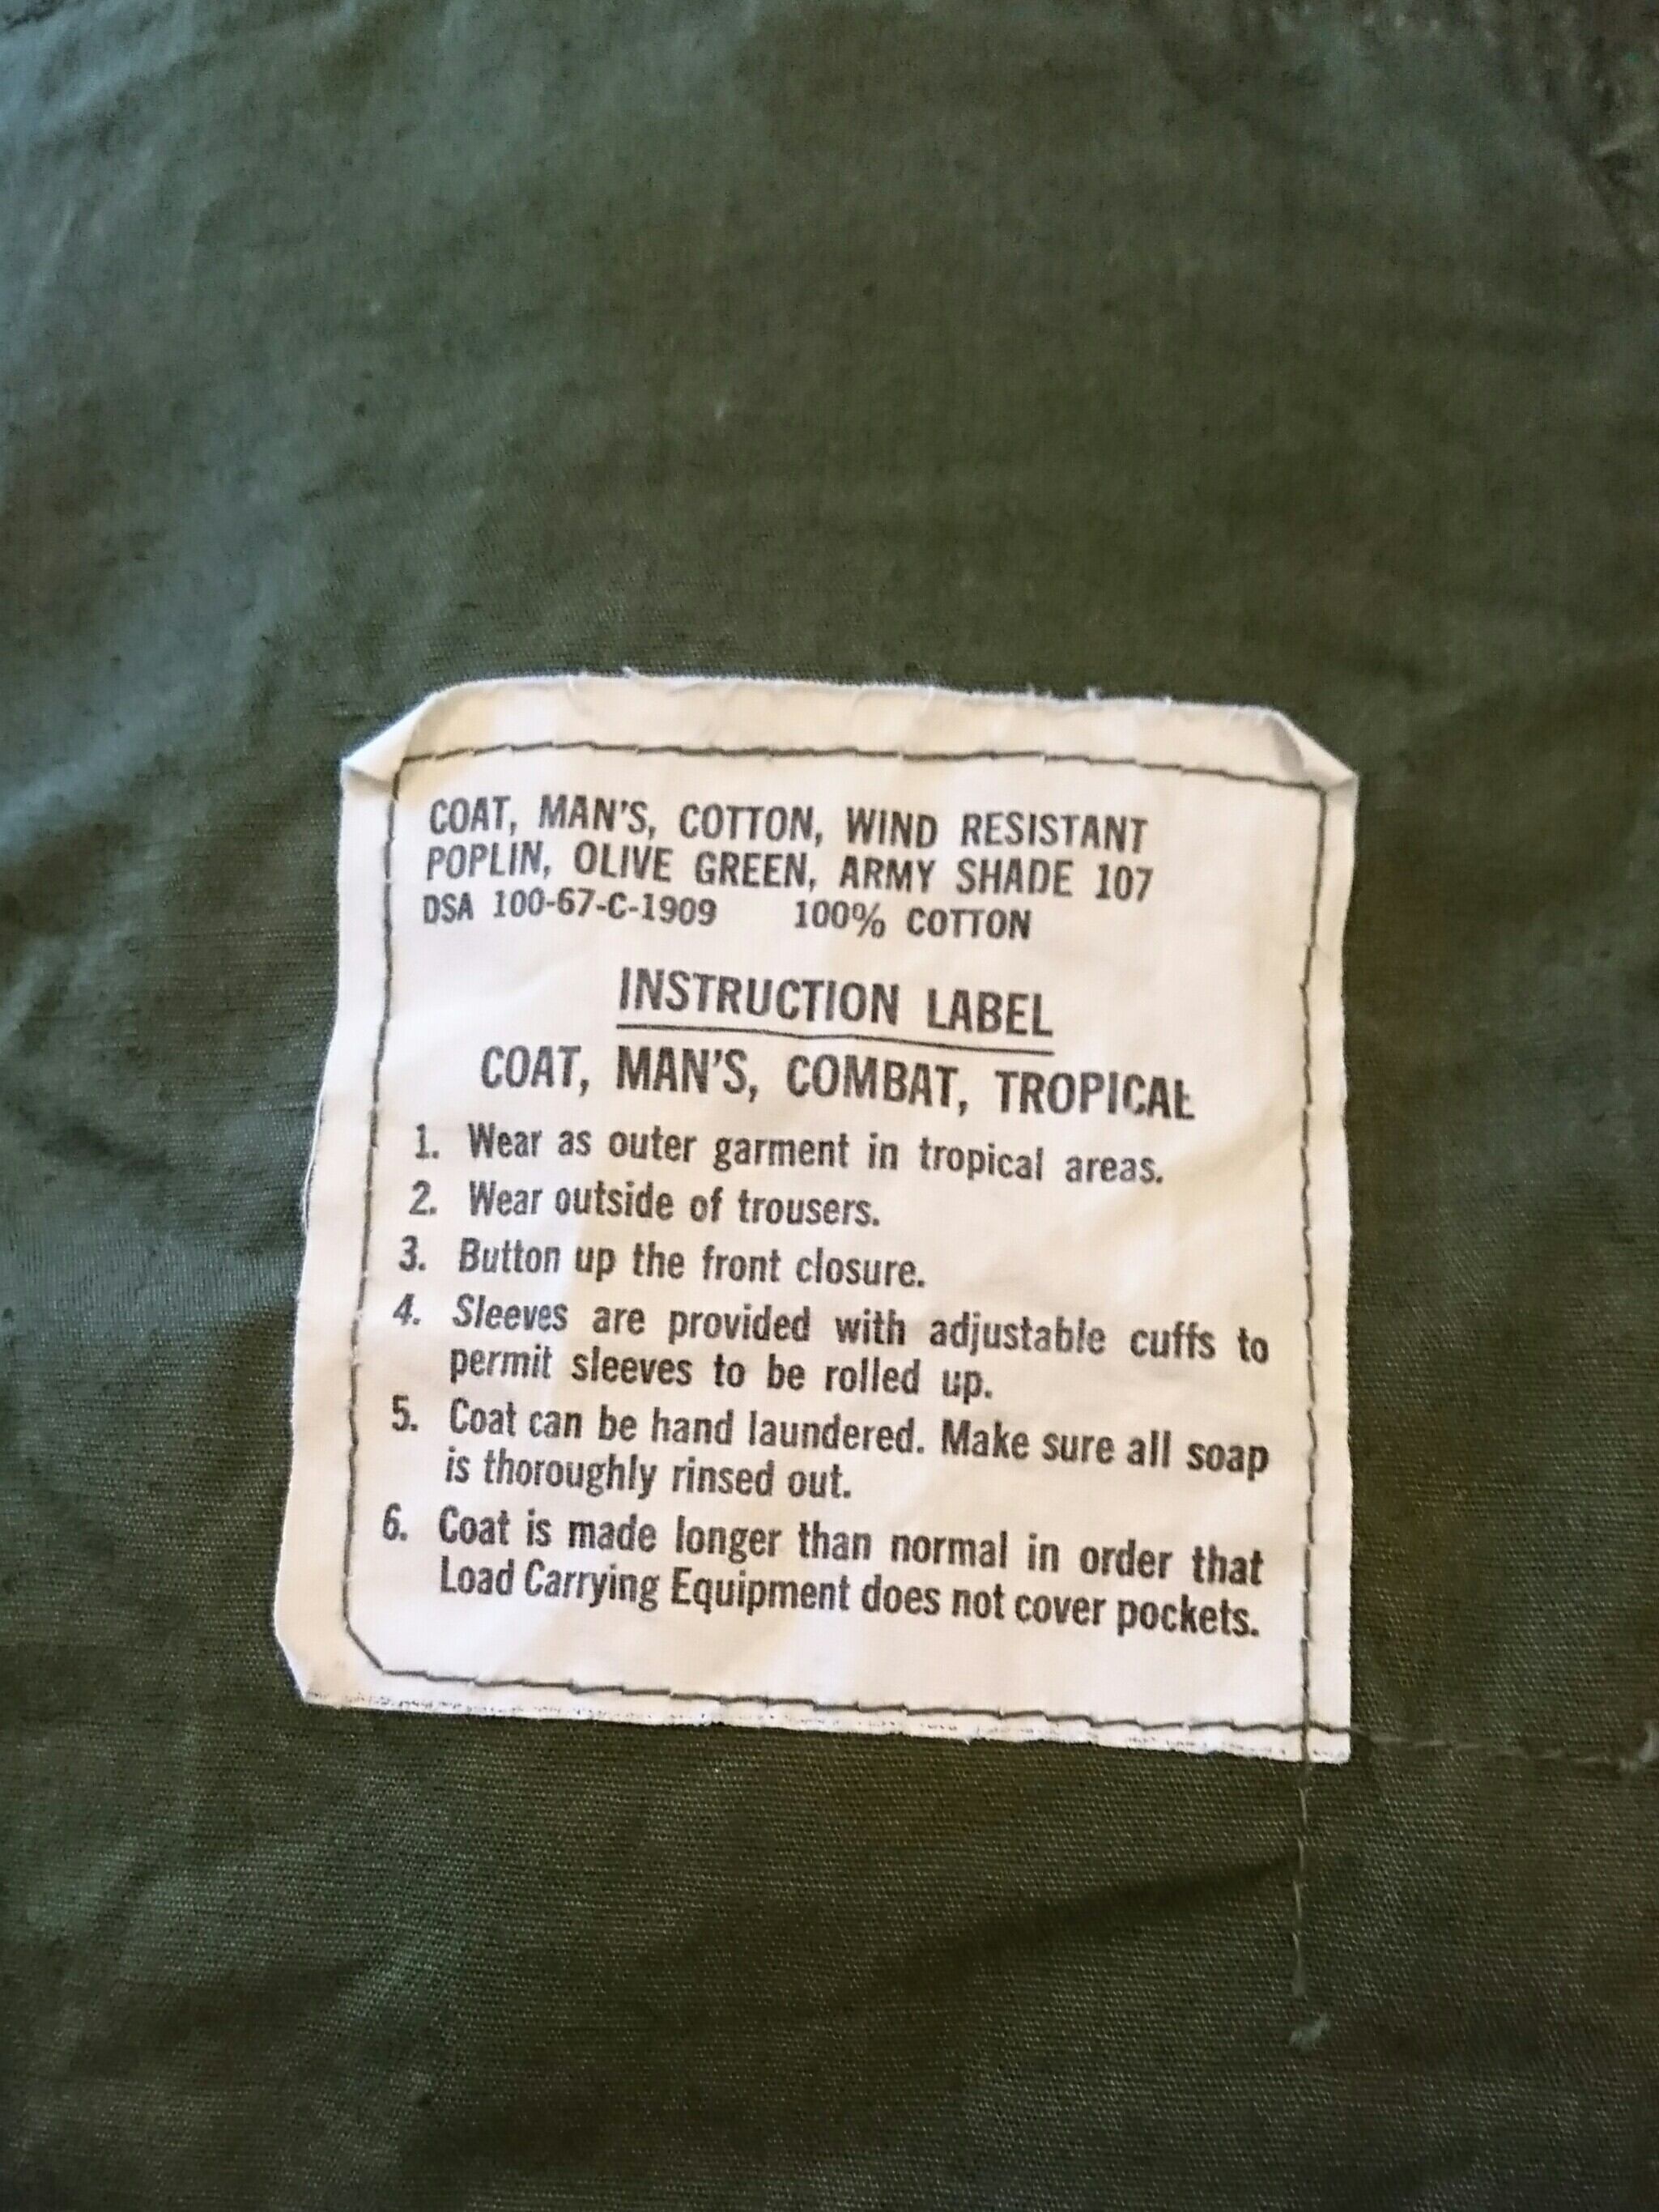 COAT, MAN'S, COTTON, WIND RESISTANT
POPLIN, OLIVE GREEN, ARMY SHADE 107
DSA 100-67-C-1909 100% COTTON
INSTRUCTION LABEL
COAT, MAN'S, COMBAT, TROPICAL
1. Wear as outer garment in tropical areas.
2. Wear outside of trousers.
3. Button up the front closure.
4. Sleeves are provided with adjustable cuffs to
permit sleeves to be rolled up.
5. Coat can be hand laundered. Make sure all soap
is thoroughly rinsed out.
6. Coat is made longer than normal in order that
Load Carrying Equipment does not cover pockets.